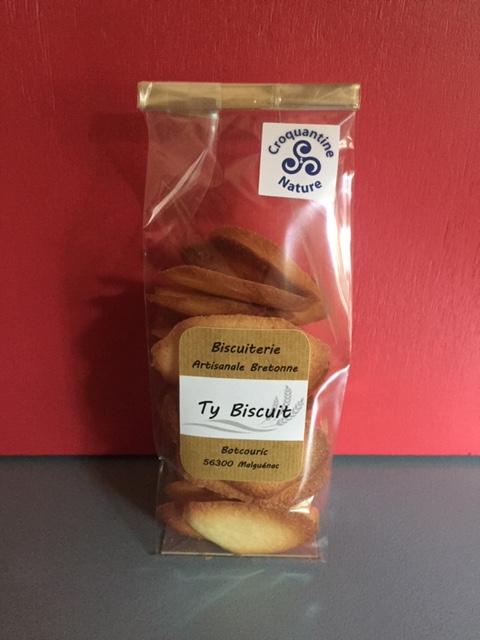 Croquantine
Nature
Biscuiterie
Artisanale Bretonne
Ty Biscuit
Botcouric
56300 Malguénac